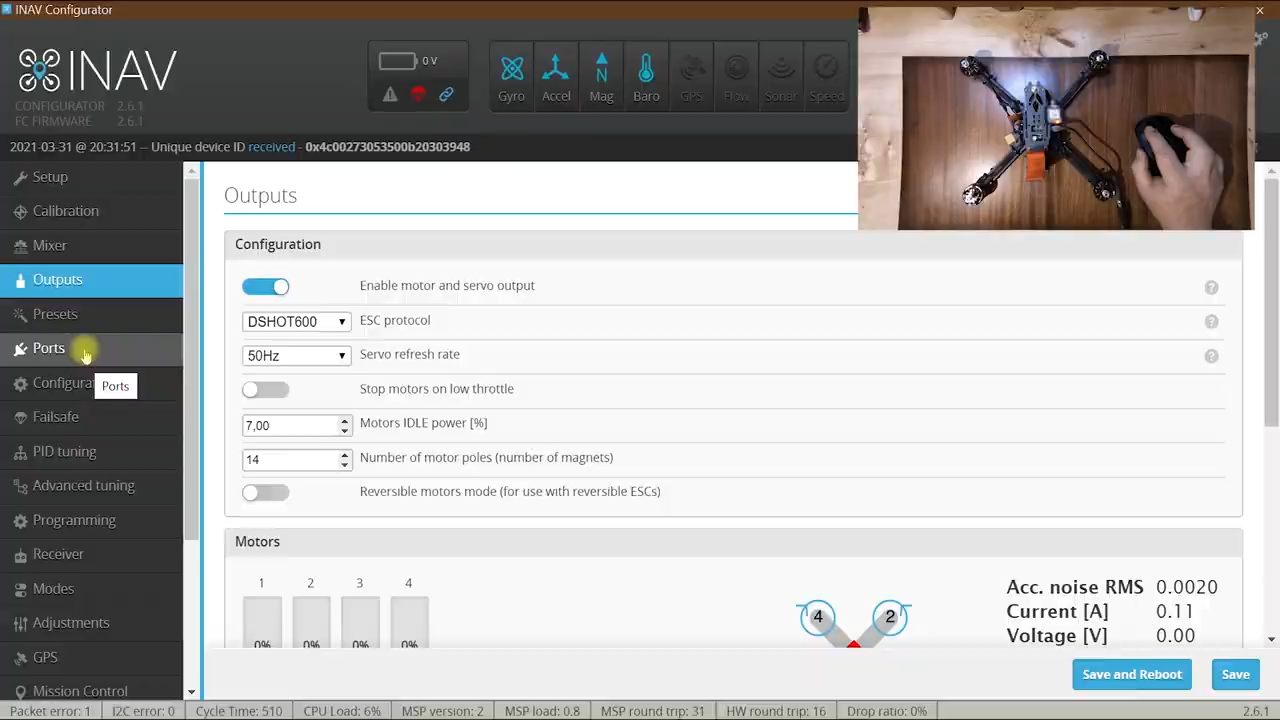 INAV Configurator
INAV
CONFIGURATOR 2.6.1
FC FIRMWARE 2.6.1
0 V
Gyro Accel Mag Baro GPS Flow Sonar Speed
2021-03-31 @ 20:31:51 -- Unique device ID received - 0x4c00273053500b20303948
Setup
Calibration
Mixer
Outputs
Presets
Ports
Configurat
Ports
Failsafe
PID tuning
Advanced tuning
Programming
Receiver
Modes
Adjustments
GPS
Mission Control
Outputs
Configuration
Enable motor and servo output
DSHOT600 ESC protocol
50Hz Servo refresh rate
Stop motors on low throttle
7,00 Motors IDLE power [%]
14 Number of motor poles (number of magnets)
Reversible motors mode (for use with reversible ESCs)
Motors
1 2 3 4
0% 0% 0% 0%
4 2
Acc. noise RMS 0.0020
Current [A] 0.11
Voltage [V] 0.00
Save and Reboot Save
Packet error: 1 I2C error: 0 Cycle Time: 510 CPU Load: 6% MSP version: 2 MSP load: 0.8 MSP round trip: 31 HW round trip: 16 Drop ratio: 0% 2.6.1